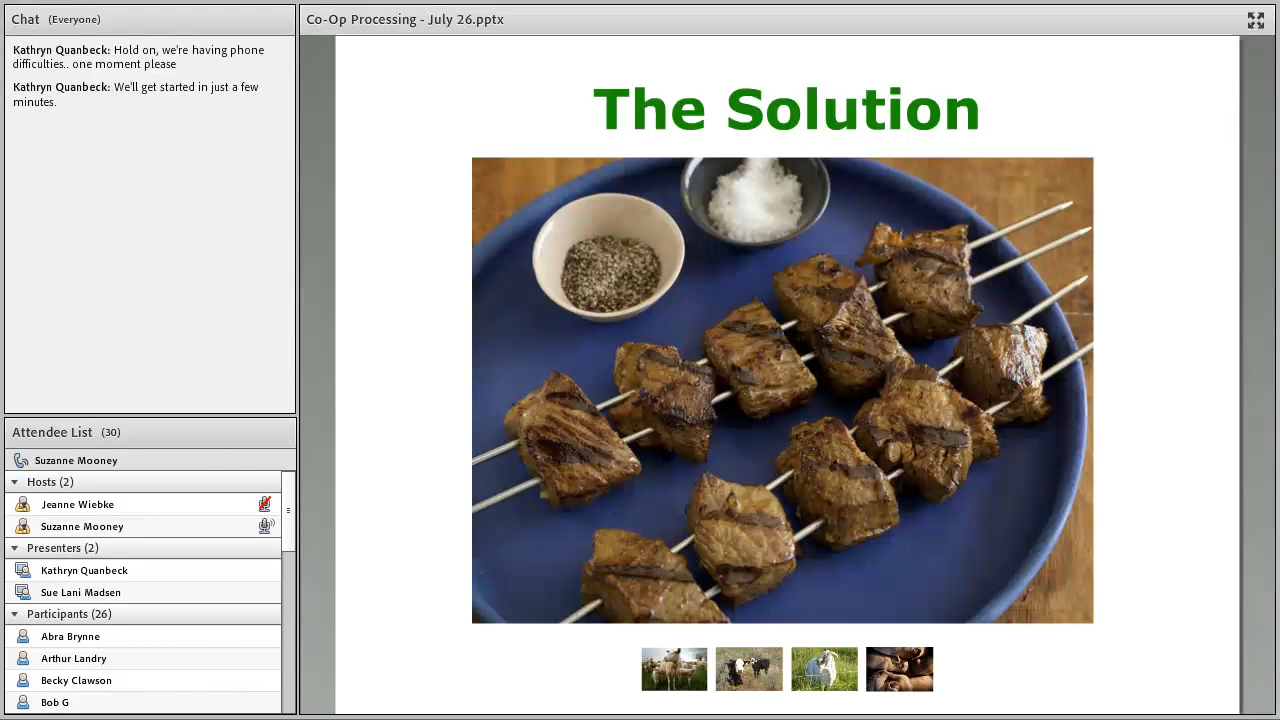 Chat (Everyone)
Kathryn Quanbeck: Hold on, we're having phone
difficulties.. one moment please
Kathryn Quanbeck: We'll get started in just a few
minutes.
Attendee List (30)
Suzanne Mooney
Hosts (2)
Jeanne Wiebke
Suzanne Mooney
Presenters (2)
Kathryn Quanbeck
Sue Lani Madsen
Participants (26)
Abra Brynne
Arthur Landry
Becky Clawson
Bob G
Co-Op Processing - July 26.pptx
The Solution